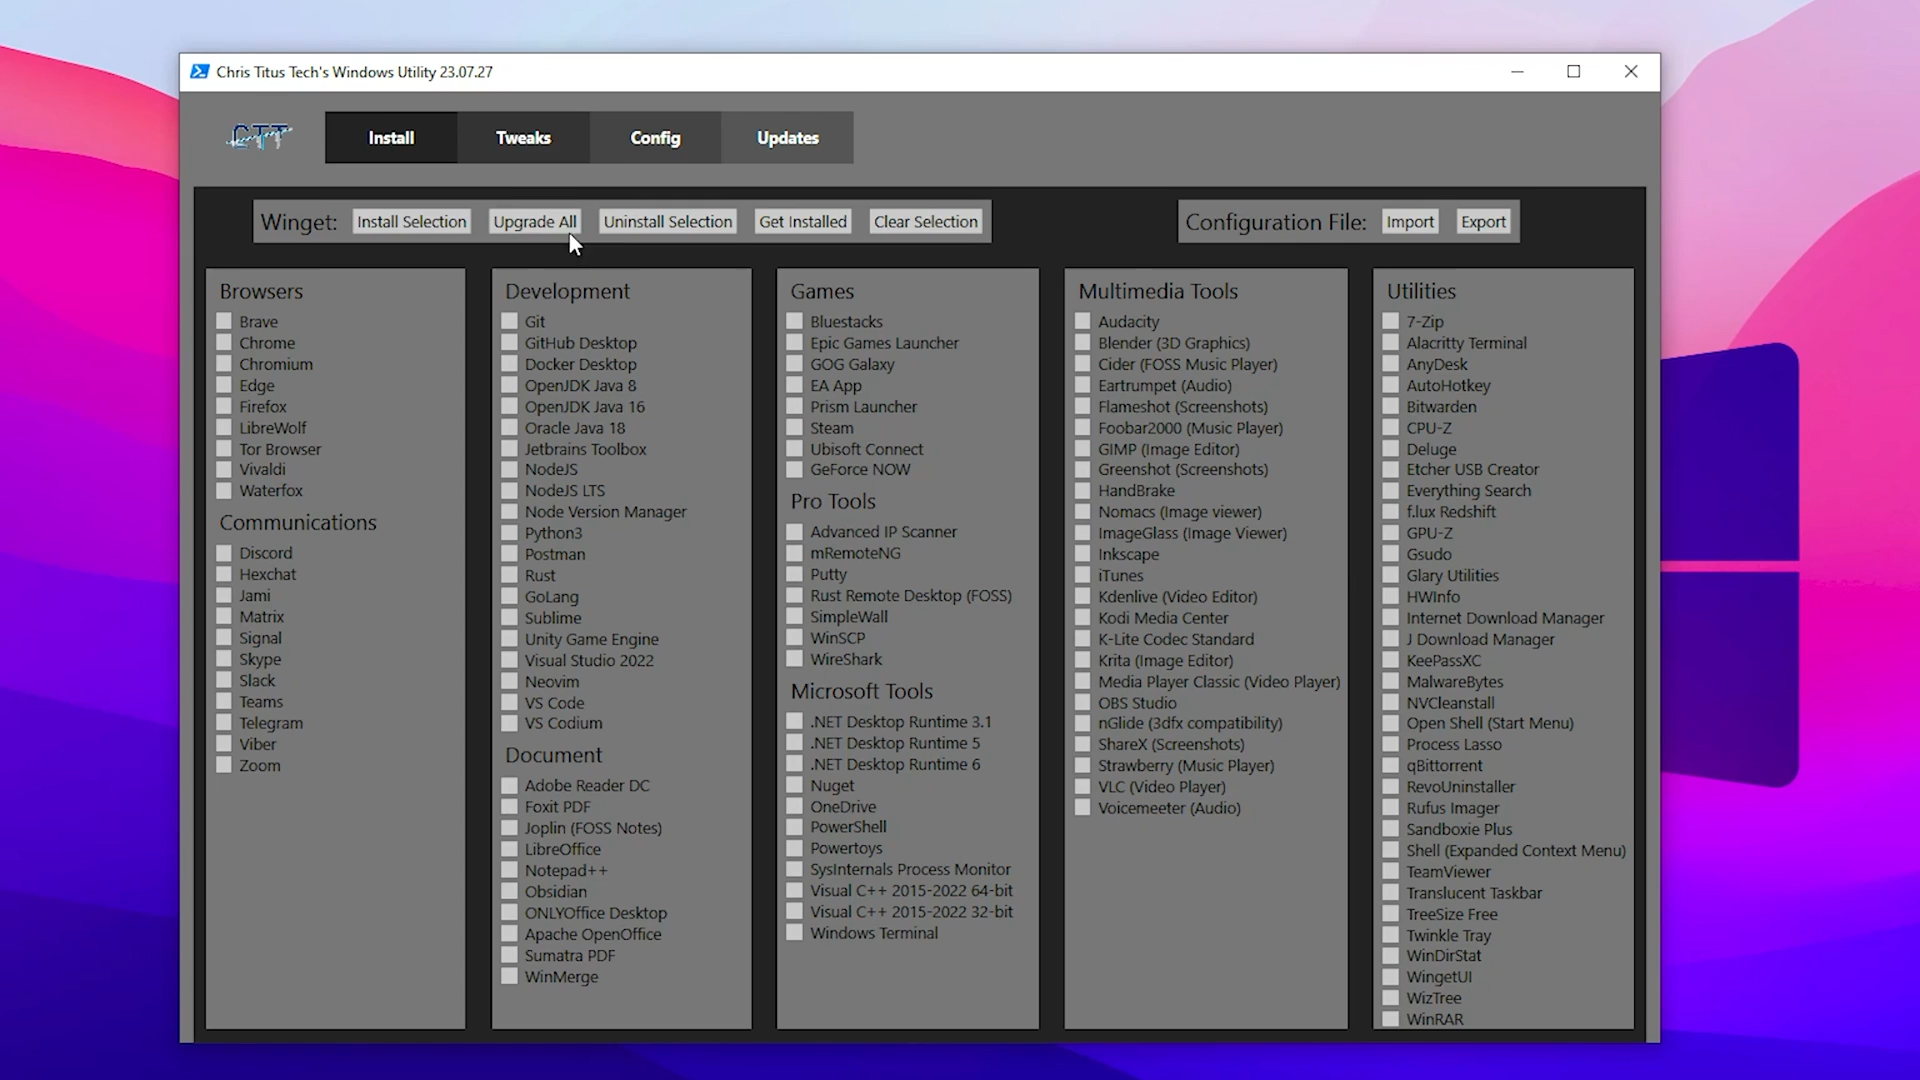 Chris Titus Tech's Windows Utility 23.07.27
CTT
Install
Tweaks
Config
Updates
Winget:
Install Selection
Upgrade All
Uninstall Selection
Get Installed
Clear Selection
Configuration File:
Import
Export
Browsers
Brave
Chrome
Chromium
Edge
Firefox
LibreWolf
Tor Browser
Vivaldi
Waterfox
Communications
Discord
Hexchat
Jami
Matrix
Signal
Skype
Slack
Teams
Telegram
Viber
Zoom
Development
Git
GitHub Desktop
Docker Desktop
OpenJDK Java 8
OpenJDK Java 16
Oracle Java 18
Jetbrains Toolbox
NodeJS
NodeJS LTS
Node Version Manager
Python3
Postman
Rust
GoLang
Sublime
Unity Game Engine
Visual Studio 2022
Neovim
VS Code
VS Codium
Document
Adobe Reader DC
Foxit PDF
Joplin (FOSS Notes)
LibreOffice
Notepad++
Obsidian
ONLYOffice Desktop
Apache OpenOffice
Sumatra PDF
WinMerge
Games
Bluestacks
Epic Games Launcher
GOG Galaxy
EA App
Prism Launcher
Steam
Ubisoft Connect
GeForce NOW
Pro Tools
Advanced IP Scanner
mRemoteNG
Putty
Rust Remote Desktop (FOSS)
SimpleWall
WinSCP
WireShark
Microsoft Tools
.NET Desktop Runtime 3.1
.NET Desktop Runtime 5
.NET Desktop Runtime 6
Nuget
OneDrive
PowerShell
Powertoys
SysInternals Process Monitor
Visual C++ 2015-2022 64-bit
Visual C++ 2015-2022 32-bit
Windows Terminal
Multimedia Tools
Audacity
Blender (3D Graphics)
Cider (FOSS Music Player)
Eartrumpet (Audio)
Flameshot (Screenshots)
Foobar2000 (Music Player)
GIMP (Image Editor)
Greenshot (Screenshots)
HandBrake
Nomacs (Image viewer)
ImageGlass (Image Viewer)
Inkscape
iTunes
Kdenlive (Video Editor)
Kodi Media Center
K-Lite Codec Standard
Krita (Image Editor)
Media Player Classic (Video Player)
OBS Studio
nGlide (3dfx compatibility)
ShareX (Screenshots)
Strawberry (Music Player)
VLC (Video Player)
Voicemeeter (Audio)
Utilities
7-Zip
Alacritty Terminal
AnyDesk
AutoHotkey
Bitwarden
CPU-Z
Deluge
Etcher USB Creator
Everything Search
f.lux Redshift
GPU-Z
Gsudo
Glary Utilities
HWInfo
Internet Download Manager
J Download Manager
KeePassXC
MalwareBytes
NVCleanstall
Open Shell (Start Menu)
Process Lasso
qBittorrent
RevoUninstaller
Rufus Imager
Sandboxie Plus
Shell (Expanded Context Menu)
TeamViewer
Translucent Taskbar
TreeSize Free
Twinkle Tray
WinDirStat
WingetUI
WizTree
WinRAR